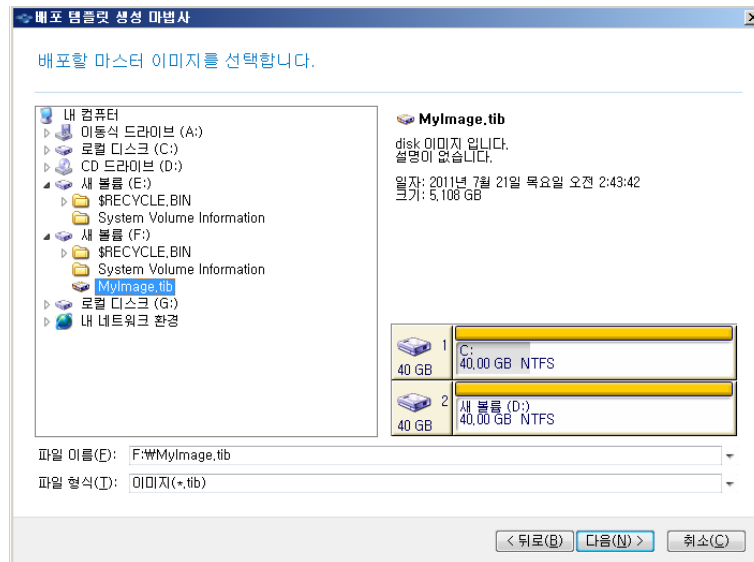 배포 템플릿 생성 마법사
배포할 마스터 이미지를 선택합니다.
내 컴퓨터
이동식 드라이브 (A:)
로컬 디스크 (C:)
CD 드라이브 (D:)
새 볼륨 (E:)
$RECYCLE.BIN
System Volume Information
새 볼륨 (F:)
$RECYCLE.BIN
System Volume Information
MyImage.tib
로컬 디스크 (G:)
내 네트워크 환경
MyImage.tib
disk 이미지 입니다.
설명이 없습니다.
일자: 2011년 7월 21일 목요일 오전 2:43:42
크기: 5,108 GB
1
C:
40 GB
40,00 GB NTFS
2
새 볼륨 (D:)
40 GB
40,00 GB NTFS
파일 이름(F): F:₩MyImage.tib
파일 형식(T): 이미지(*.tib)
< 뒤로(B) 다음(N) > 취소(C)